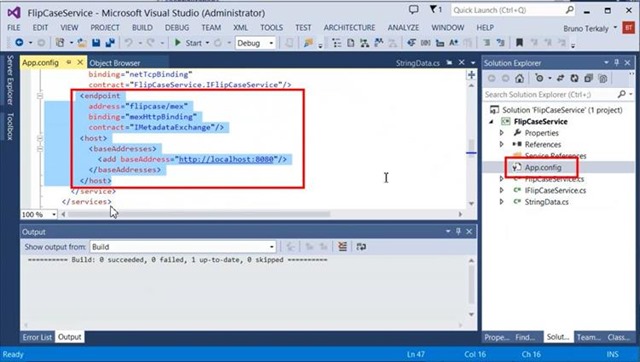 FlipCaseService - Microsoft Visual Studio (Administrator)
1
Quick Launch (Ctrl+Q)
FILE EDIT VIEW PROJECT BUILD DEBUG TEAM SQL TOOLS TEST ARCHITECTURE ANALYZE WINDOW HELP
Bruno Terkaly
Start
Debug
Server Explorer
Toolbox
App.config
Object Browser
StringData.cs
binding="netTcpBinding"
contract="FlipCaseService.IFlipCaseService"/>
<endpoint
address="flipcase/mex"
binding="mexHttpBinding"
contract="IMetadataExchange"/>
<host>
<baseAddresses>
<add baseAddress="http://localhost:8080"/>
</baseAddresses>
</host>
</service>
</services>
100 %
Output
Show output from: Build
========== Build: 0 succeeded, 0 failed, 1 up-to-date, 0 skipped ==========
Error List
Output
Solution Explorer
Search Solution Explorer (Ctrl+;)
Solution 'FlipCaseService' (1 project)
FlipCaseService
Properties
References
Service References
App.config
FlipCaseService.cs
IFlipCaseService.cs
StringData.cs
Prope... Find R... Solut... Class...
Ready
Ln 47
Col 16
Ch 16
INS